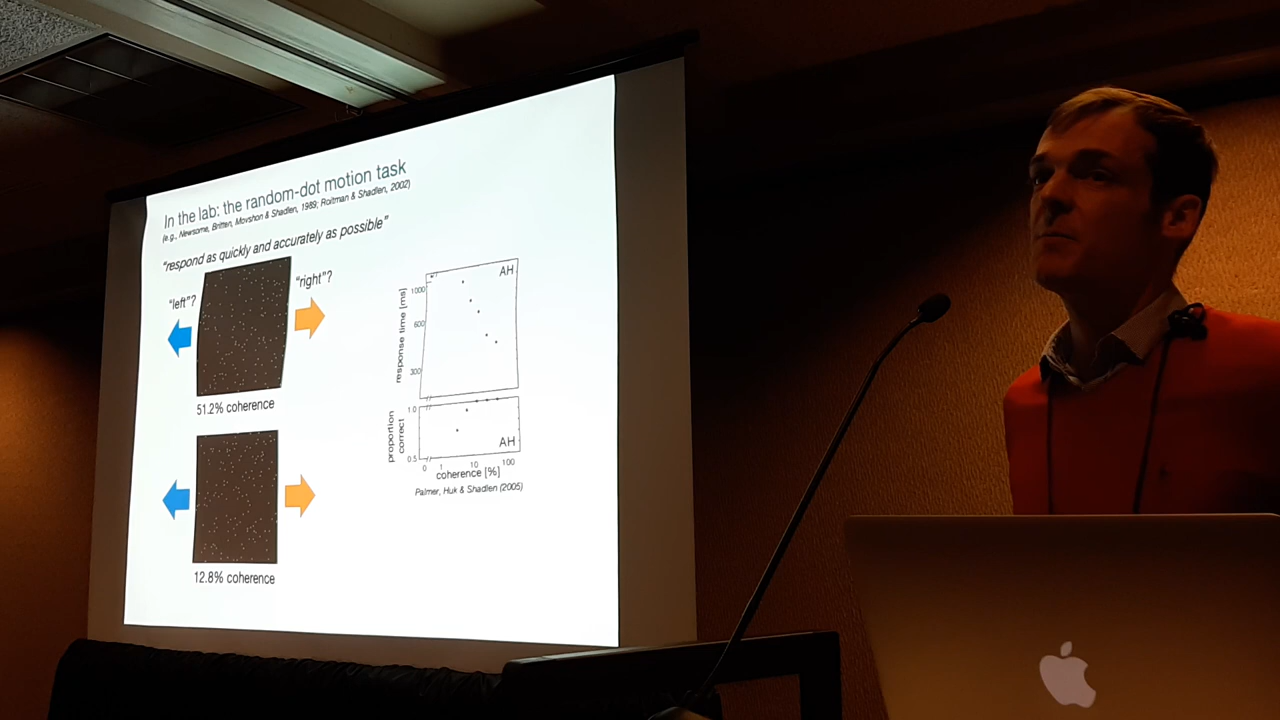 In the lab: the random-dot motion task
(e.g., Newsome, Britten, Movshon & Shadlen, 1989; Roitman & Shadlen, 2002)
"respond as quickly and accurately as possible"
"left"?
"right"?
51.2% coherence
12.8% coherence
AH
response time [ms]
1000
600
300
AH
proportion
correct
1.0
0.5
0 1 10 100
coherence [%]
Palmer, Huk & Shadlen (2005)